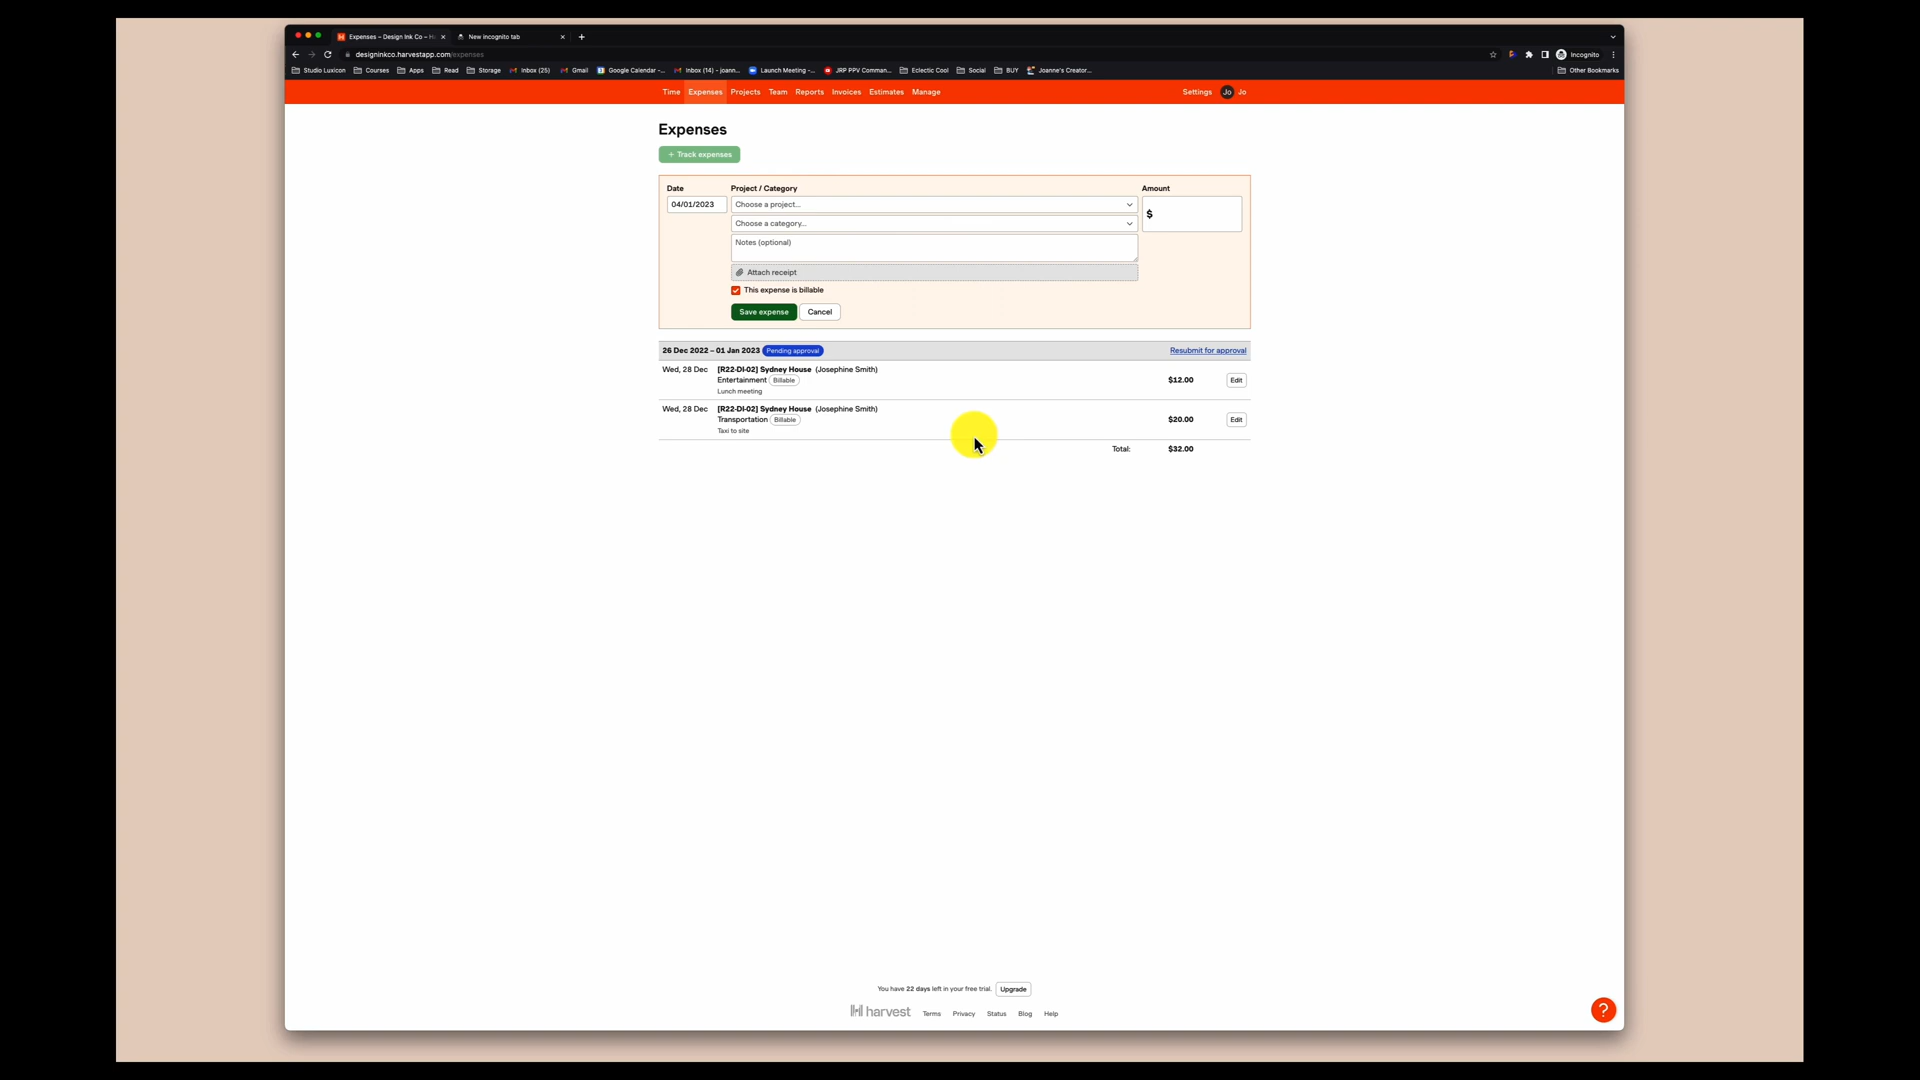 Expenses – Design Ink Co – H
New incognito tab
designinkco.harvestapp.com/expenses
Incognito
Studio Luxicon
Courses
Apps
Read
Storage
Inbox (25)
Gmail
Google Calendar -...
Inbox (14) - joann...
Launch Meeting -...
JRP PPV Comman...
Eclectic Cool
Social
BUY
Joanne's Creator...
Other Bookmarks
Time Expenses Projects Team Reports Invoices Estimates Manage
Settings Jo Jo
Expenses
+ Track expenses
Date Project / Category Amount
04/01/2023 Choose a project...
$
Choose a category...
Notes (optional)
Attach receipt
This expense is billable
Save expense Cancel
26 Dec 2022 – 01 Jan 2023 Pending approval Resubmit for approval
Wed, 28 Dec [R22-DI-02] Sydney House (Josephine Smith)
Entertainment Billable $12.00 Edit
Lunch meeting
Wed, 28 Dec [R22-DI-02] Sydney House (Josephine Smith)
Transportation Billable $20.00 Edit
Taxi to site
Total: $32.00
You have 22 days left in your free trial. Upgrade
harvest Terms Privacy Status Blog Help
?